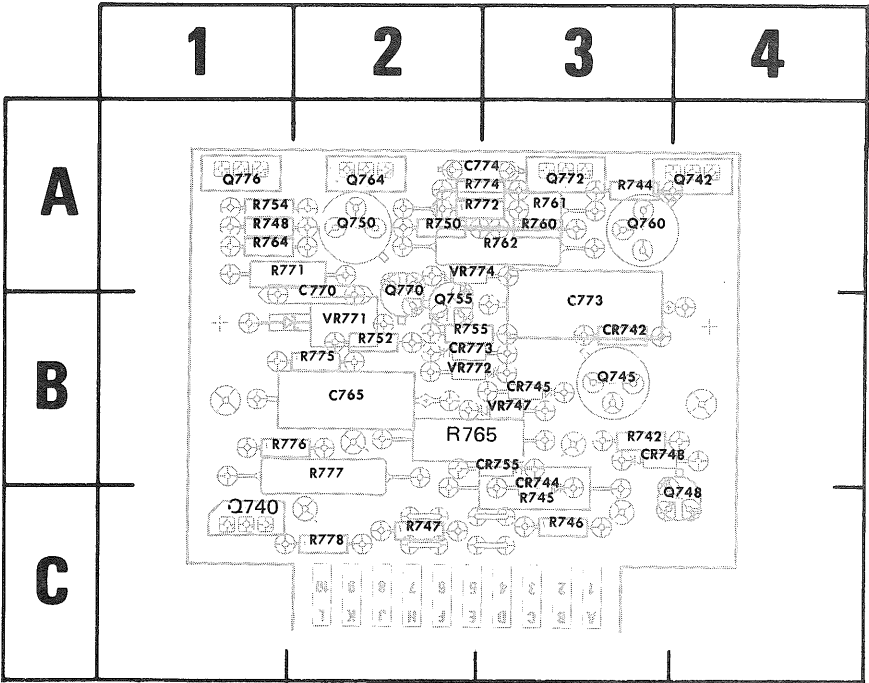 1 2 3 4
A
C774
Q776 Q764 Q772 Q742
R774 R744
R754 R772 R761
R748 Q750 R750 R760 Q760
R764 R762
R771 VR774
C770 Q770 Q755 C773
B
VR771 R755 CR742
R752 CR773
R775 VR772 Q745
C765 CR745
VR747
R765 R742
R776 CR748
R777 CR755
CR744
R745 Q748
C
Q740 R747 R746
R778